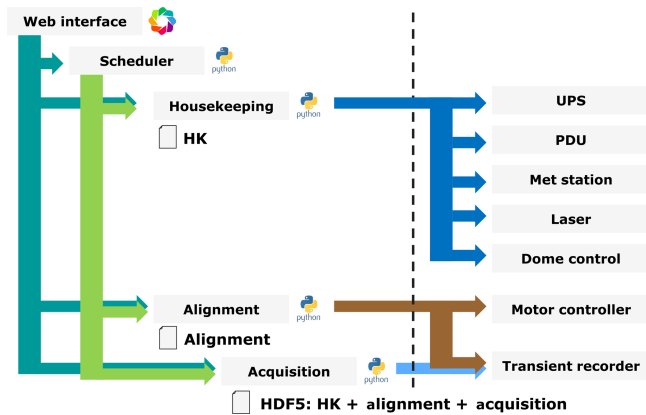 Web interface
Scheduler
python
Housekeeping
python
HK
UPS
PDU
Met station
Laser
Dome control
Alignment
python
Alignment
Motor controller
Acquisition
python
Transient recorder
HDF5: HK + alignment + acquisition